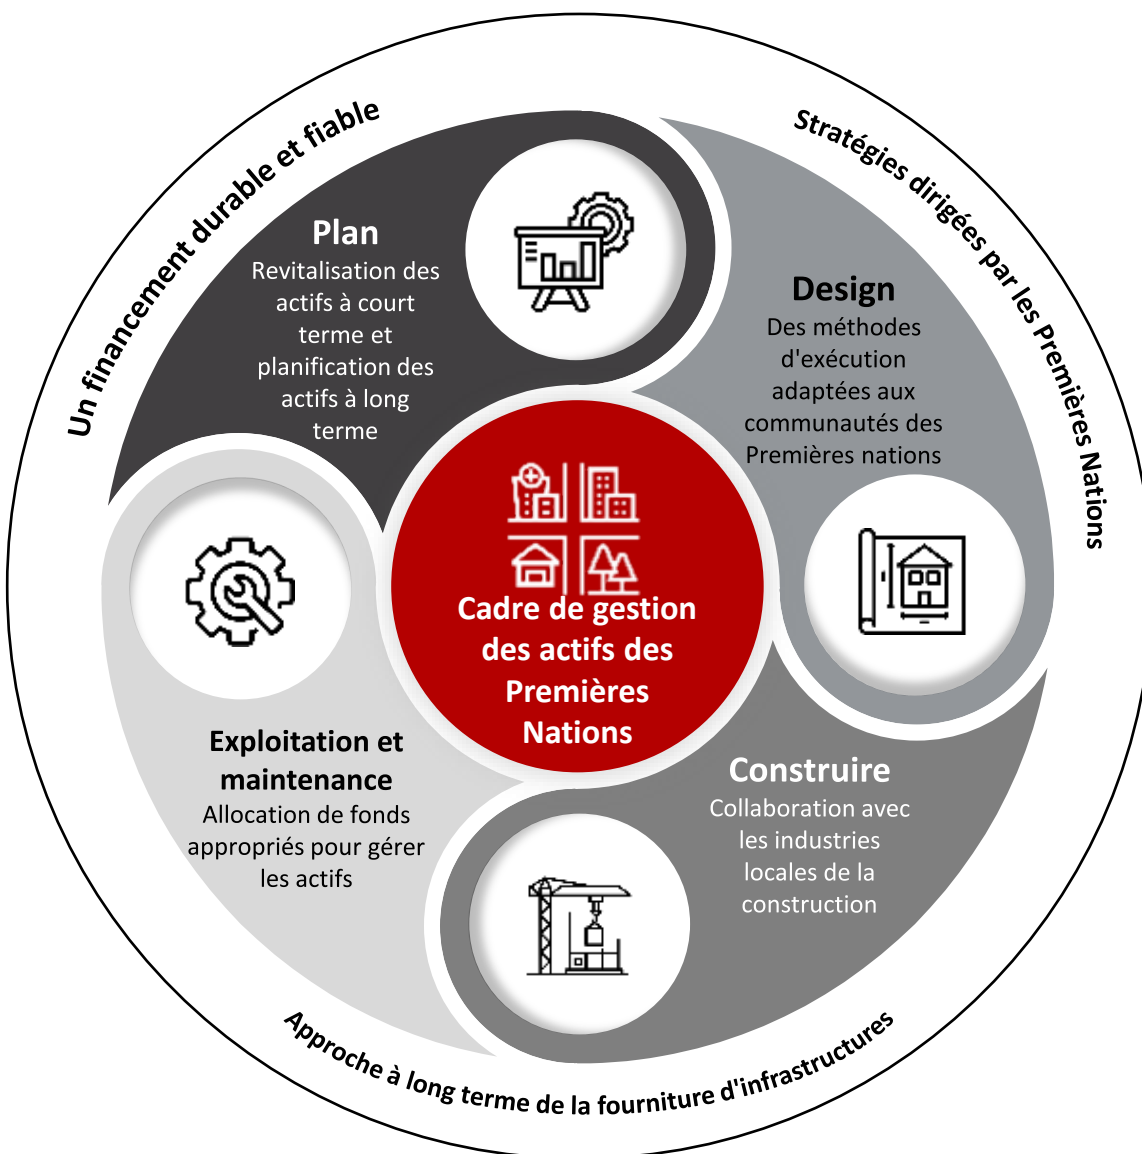 Un financement durable et fiable
Stratégies dirigées par les Premières Nations
Plan
Revitalisation des
actifs à court
terme et
planification des
actifs à long
terme
Design
Des méthodes
d'exécution
adaptées aux
communautés des
Premières nations
Cadre de gestion
des actifs des
Premières
Nations
Exploitation et
maintenance
Allocation de fonds
appropriés pour gérer
les actifs
Construire
Collaboration avec
les industries
locales de la
construction
Approche à long terme de la fourniture d'infrastructures